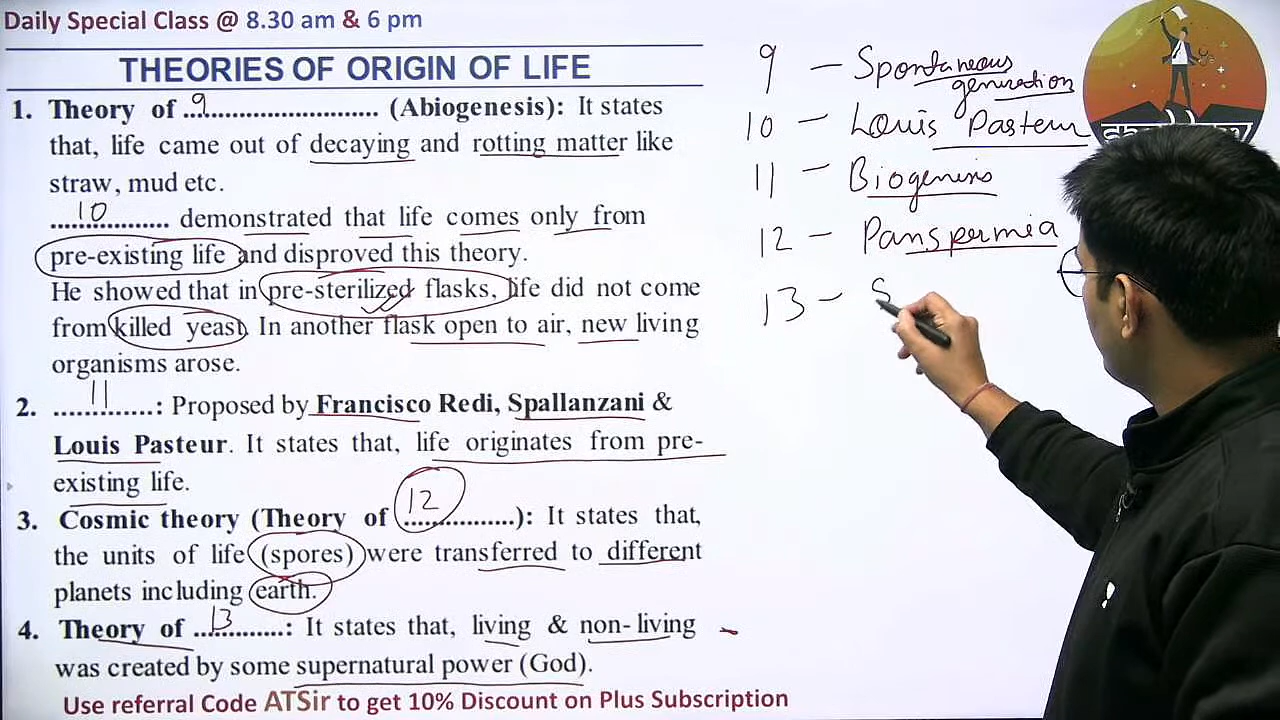 Daily Special Class @ 8.30 am & 6 pm
THEORIES OF ORIGIN OF LIFE
1. Theory of ...9........................... (Abiogenesis): It states
that, life came out of decaying and rotting matter like
straw, mud etc.
....10............ demonstrated that life comes only from
pre-existing life and disproved this theory.
He showed that in pre-sterilized flasks, life did not come
from killed yeast. In another flask open to air, new living
organisms arose.
2. .....11........: Proposed by Francisco Redi, Spallanzani &
Louis Pasteur. It states that, life originates from pre-
existing life.
3. Cosmic theory (Theory of ..12............): It states that,
the units of life (spores) were transferred to different
planets including earth.
4. Theory of ...13.........: It states that, living & non-living
was created by some supernatural power (God).
Use referral Code ATSir to get 10% Discount on Plus Subscription
9 - Spontaneous
generation
10 - Louis Pasteur
11 - Biogenesis
12 - Panspermia
13 - S